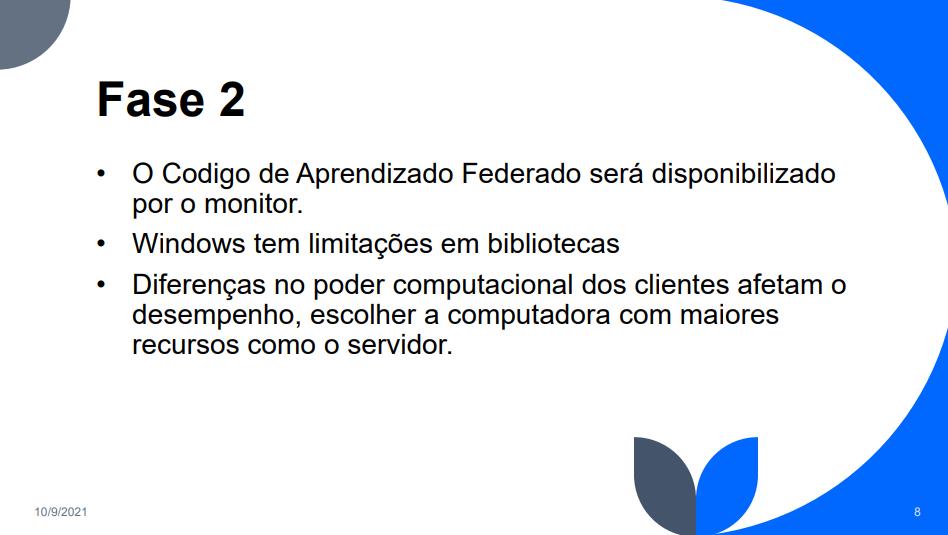 Fase 2
• O Codigo de Aprendizado Federado será disponibilizado
por o monitor.
• Windows tem limitações em bibliotecas
• Diferenças no poder computacional dos clientes afetam o
desempenho, escolher a computadora com maiores
recursos como o servidor.
10/9/2021
8